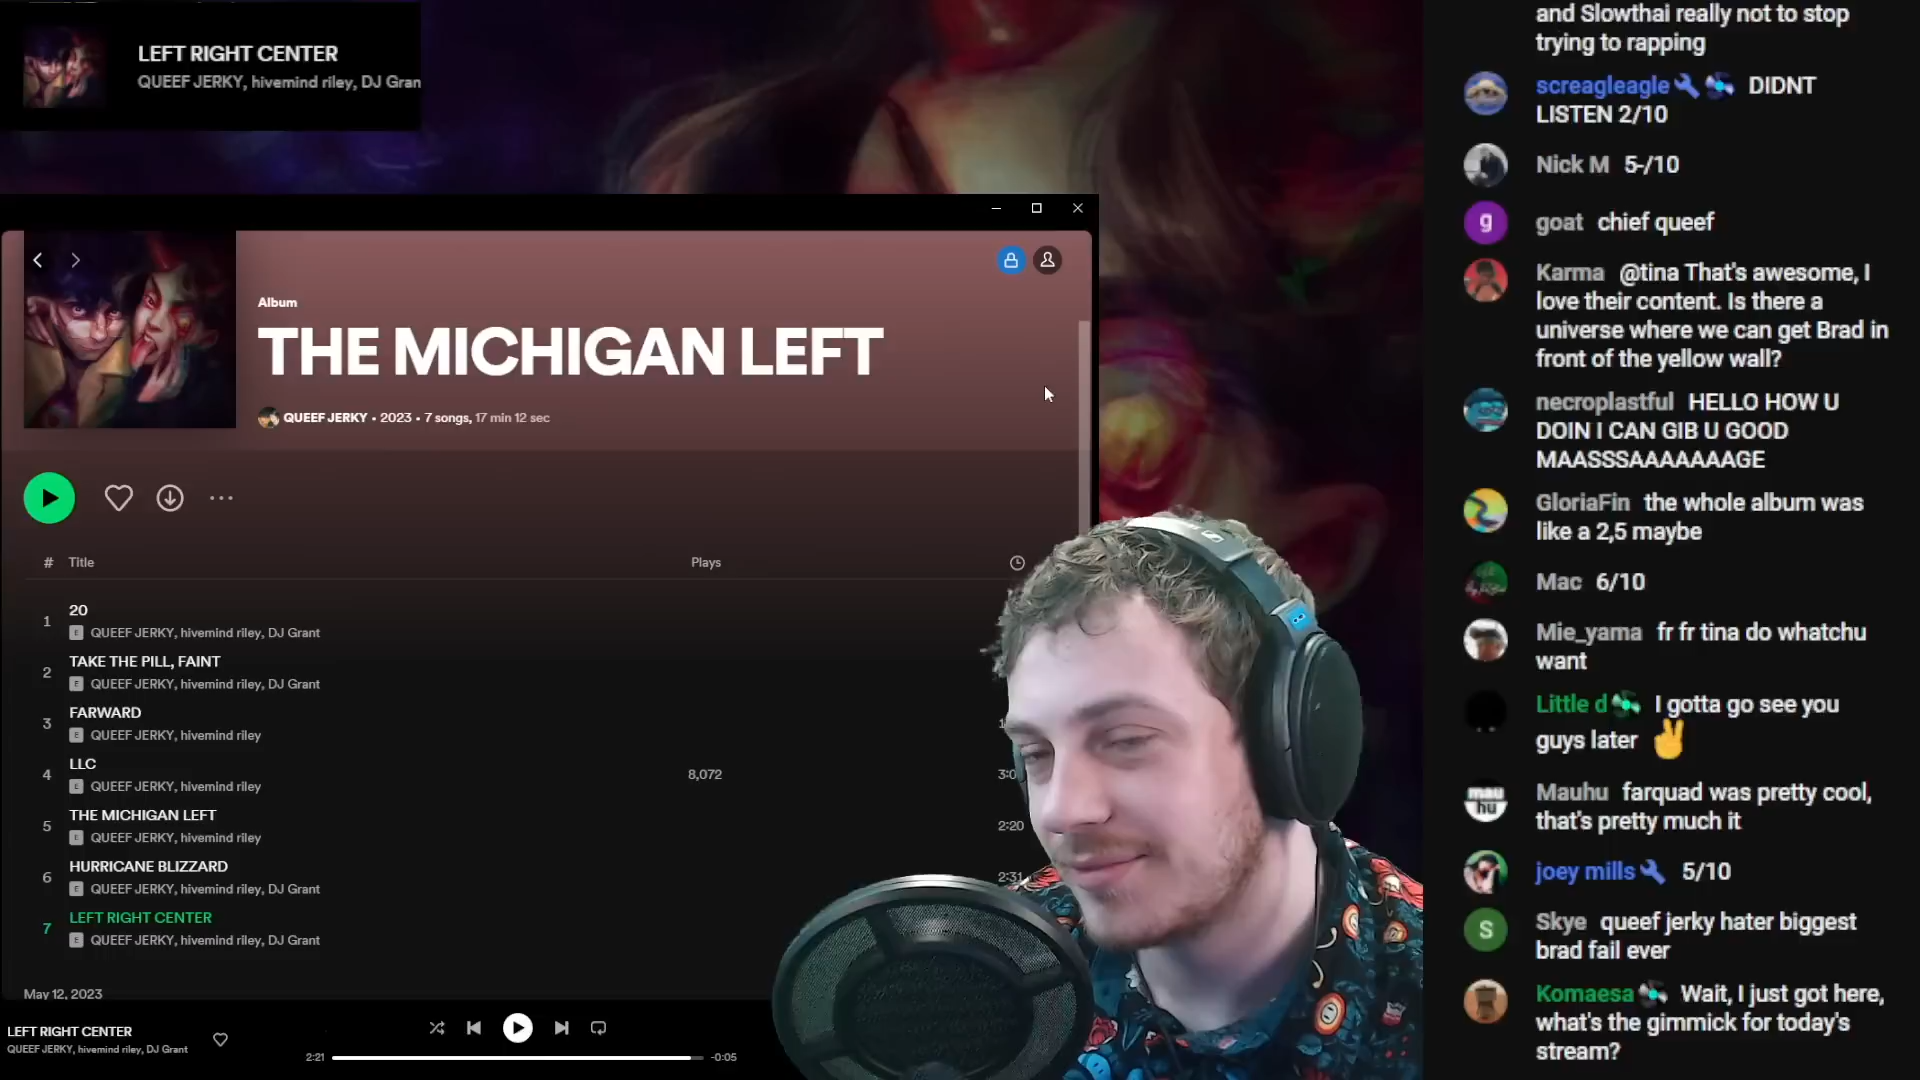 LEFT RIGHT CENTER
QUEEF JERKY, hivemind riley, DJ Gran
Album
THE MICHIGAN LEFT
QUEEF JERKY • 2023 • 7 songs, 17 min 12 sec
# Title Plays
1 20
E QUEEF JERKY, hivemind riley, DJ Grant
2 TAKE THE PILL, FAINT
E QUEEF JERKY, hivemind riley, DJ Grant
3 FARWARD
E QUEEF JERKY, hivemind riley
4 LLC 8,072 3:0
E QUEEF JERKY, hivemind riley
5 THE MICHIGAN LEFT 2:20
E QUEEF JERKY, hivemind riley
6 HURRICANE BLIZZARD 2:31
E QUEEF JERKY, hivemind riley, DJ Grant
7 LEFT RIGHT CENTER
E QUEEF JERKY, hivemind riley, DJ Grant
May 12, 2023
LEFT RIGHT CENTER
QUEEF JERKY, hivemind riley, DJ Grant
2:21 -0:05
and Slowthai really not to stop
trying to rapping
screagleagle DIDNT
LISTEN 2/10
Nick M 5-/10
g goat chief queef
Karma @tina That's awesome, I
love their content. Is there a
universe where we can get Brad in
front of the yellow wall?
necroplastful HELLO HOW U
DOIN I CAN GIB U GOOD
MAASSSAAAAAAAGE
GloriaFin the whole album was
like a 2,5 maybe
Mac 6/10
Mie_yama fr fr tina do whatchu
want
Little d I gotta go see you
guys later ✌️
mau
hu
Mauhu farquad was pretty cool,
that's pretty much it
joey mills 5/10
S Skye queef jerky hater biggest
brad fail ever
Komaesa Wait, I just got here,
what's the gimmick for today's
stream?